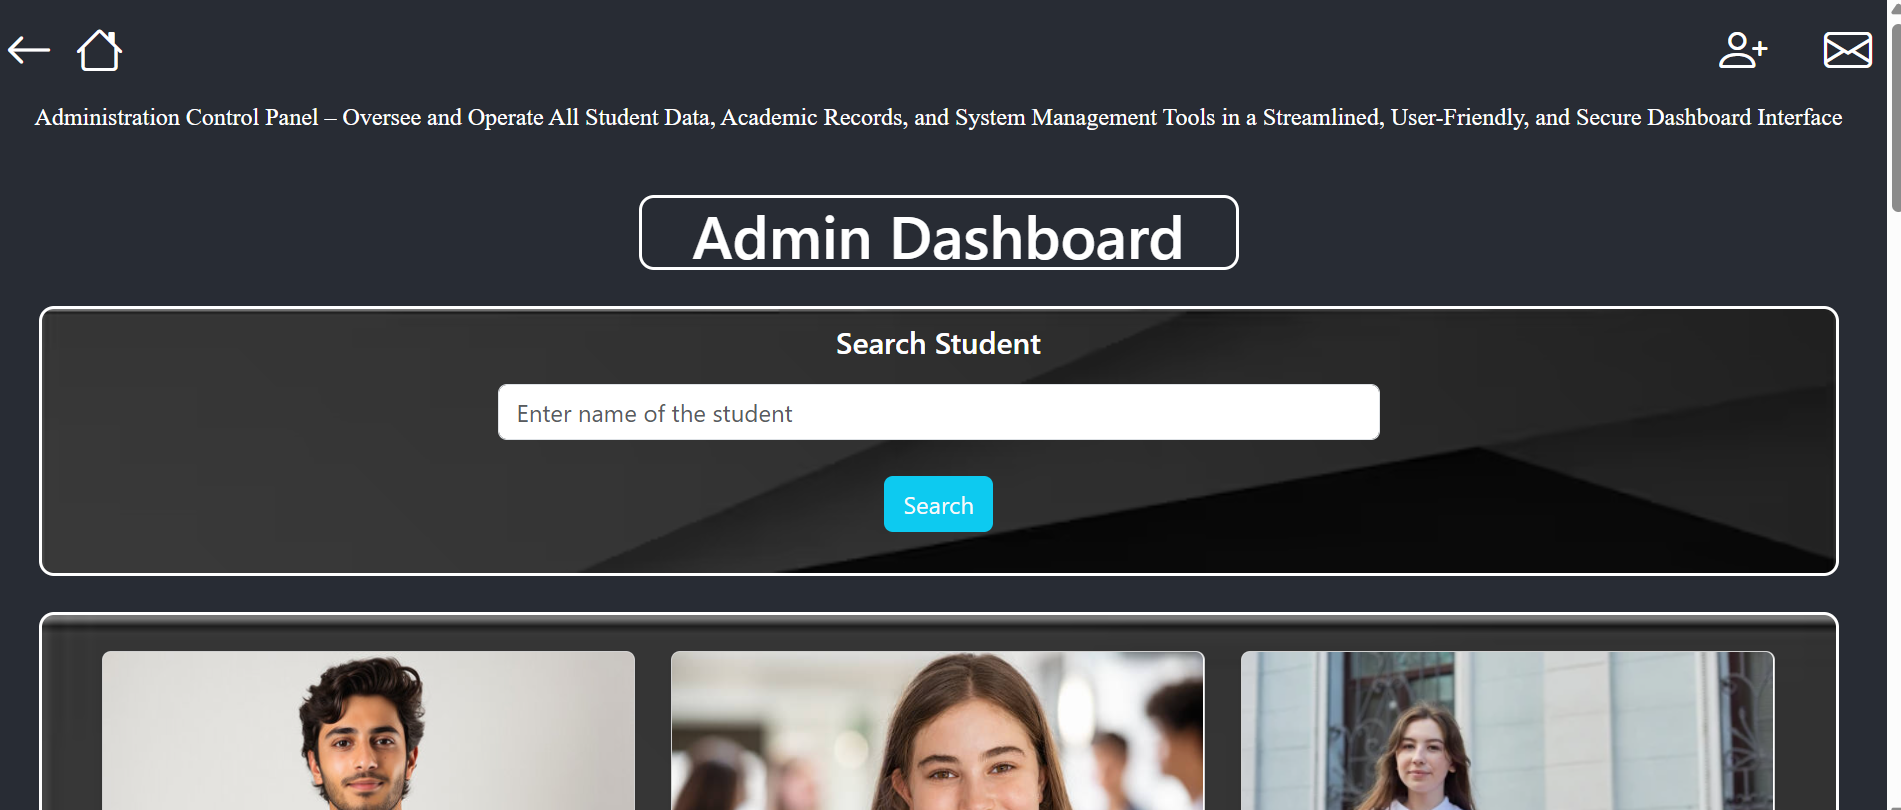 Administration Control Panel – Oversee and Operate All Student Data, Academic Records, and System Management Tools in a Streamlined, User-Friendly, and Secure Dashboard Interface
Admin Dashboard
Search Student
Enter name of the student
Search